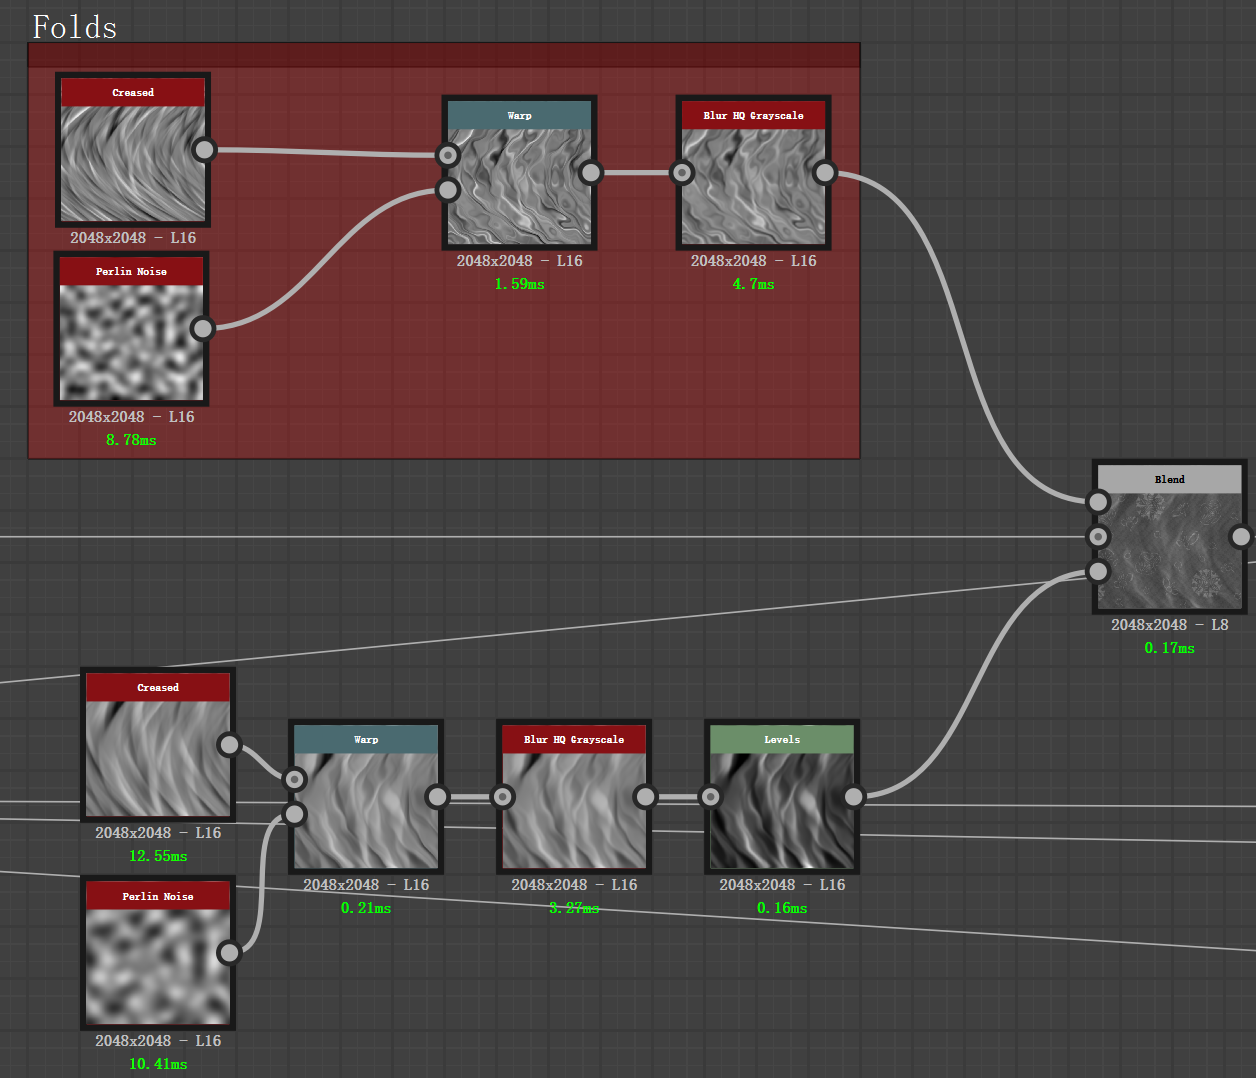 Folds
Creased
2048x2048 - L16
Perlin Noise
2048x2048 - L16
8.78ms
Warp
2048x2048 - L16
1.59ms
Blur HQ Grayscale
2048x2048 - L16
4.7ms
Blend
2048x2048 - L8
0.17ms
Creased
2048x2048 - L16
12.55ms
Perlin Noise
2048x2048 - L16
10.41ms
Warp
2048x2048 - L16
0.21ms
Blur HQ Grayscale
2048x2048 - L16
3.27ms
Levels
2048x2048 - L16
0.16ms